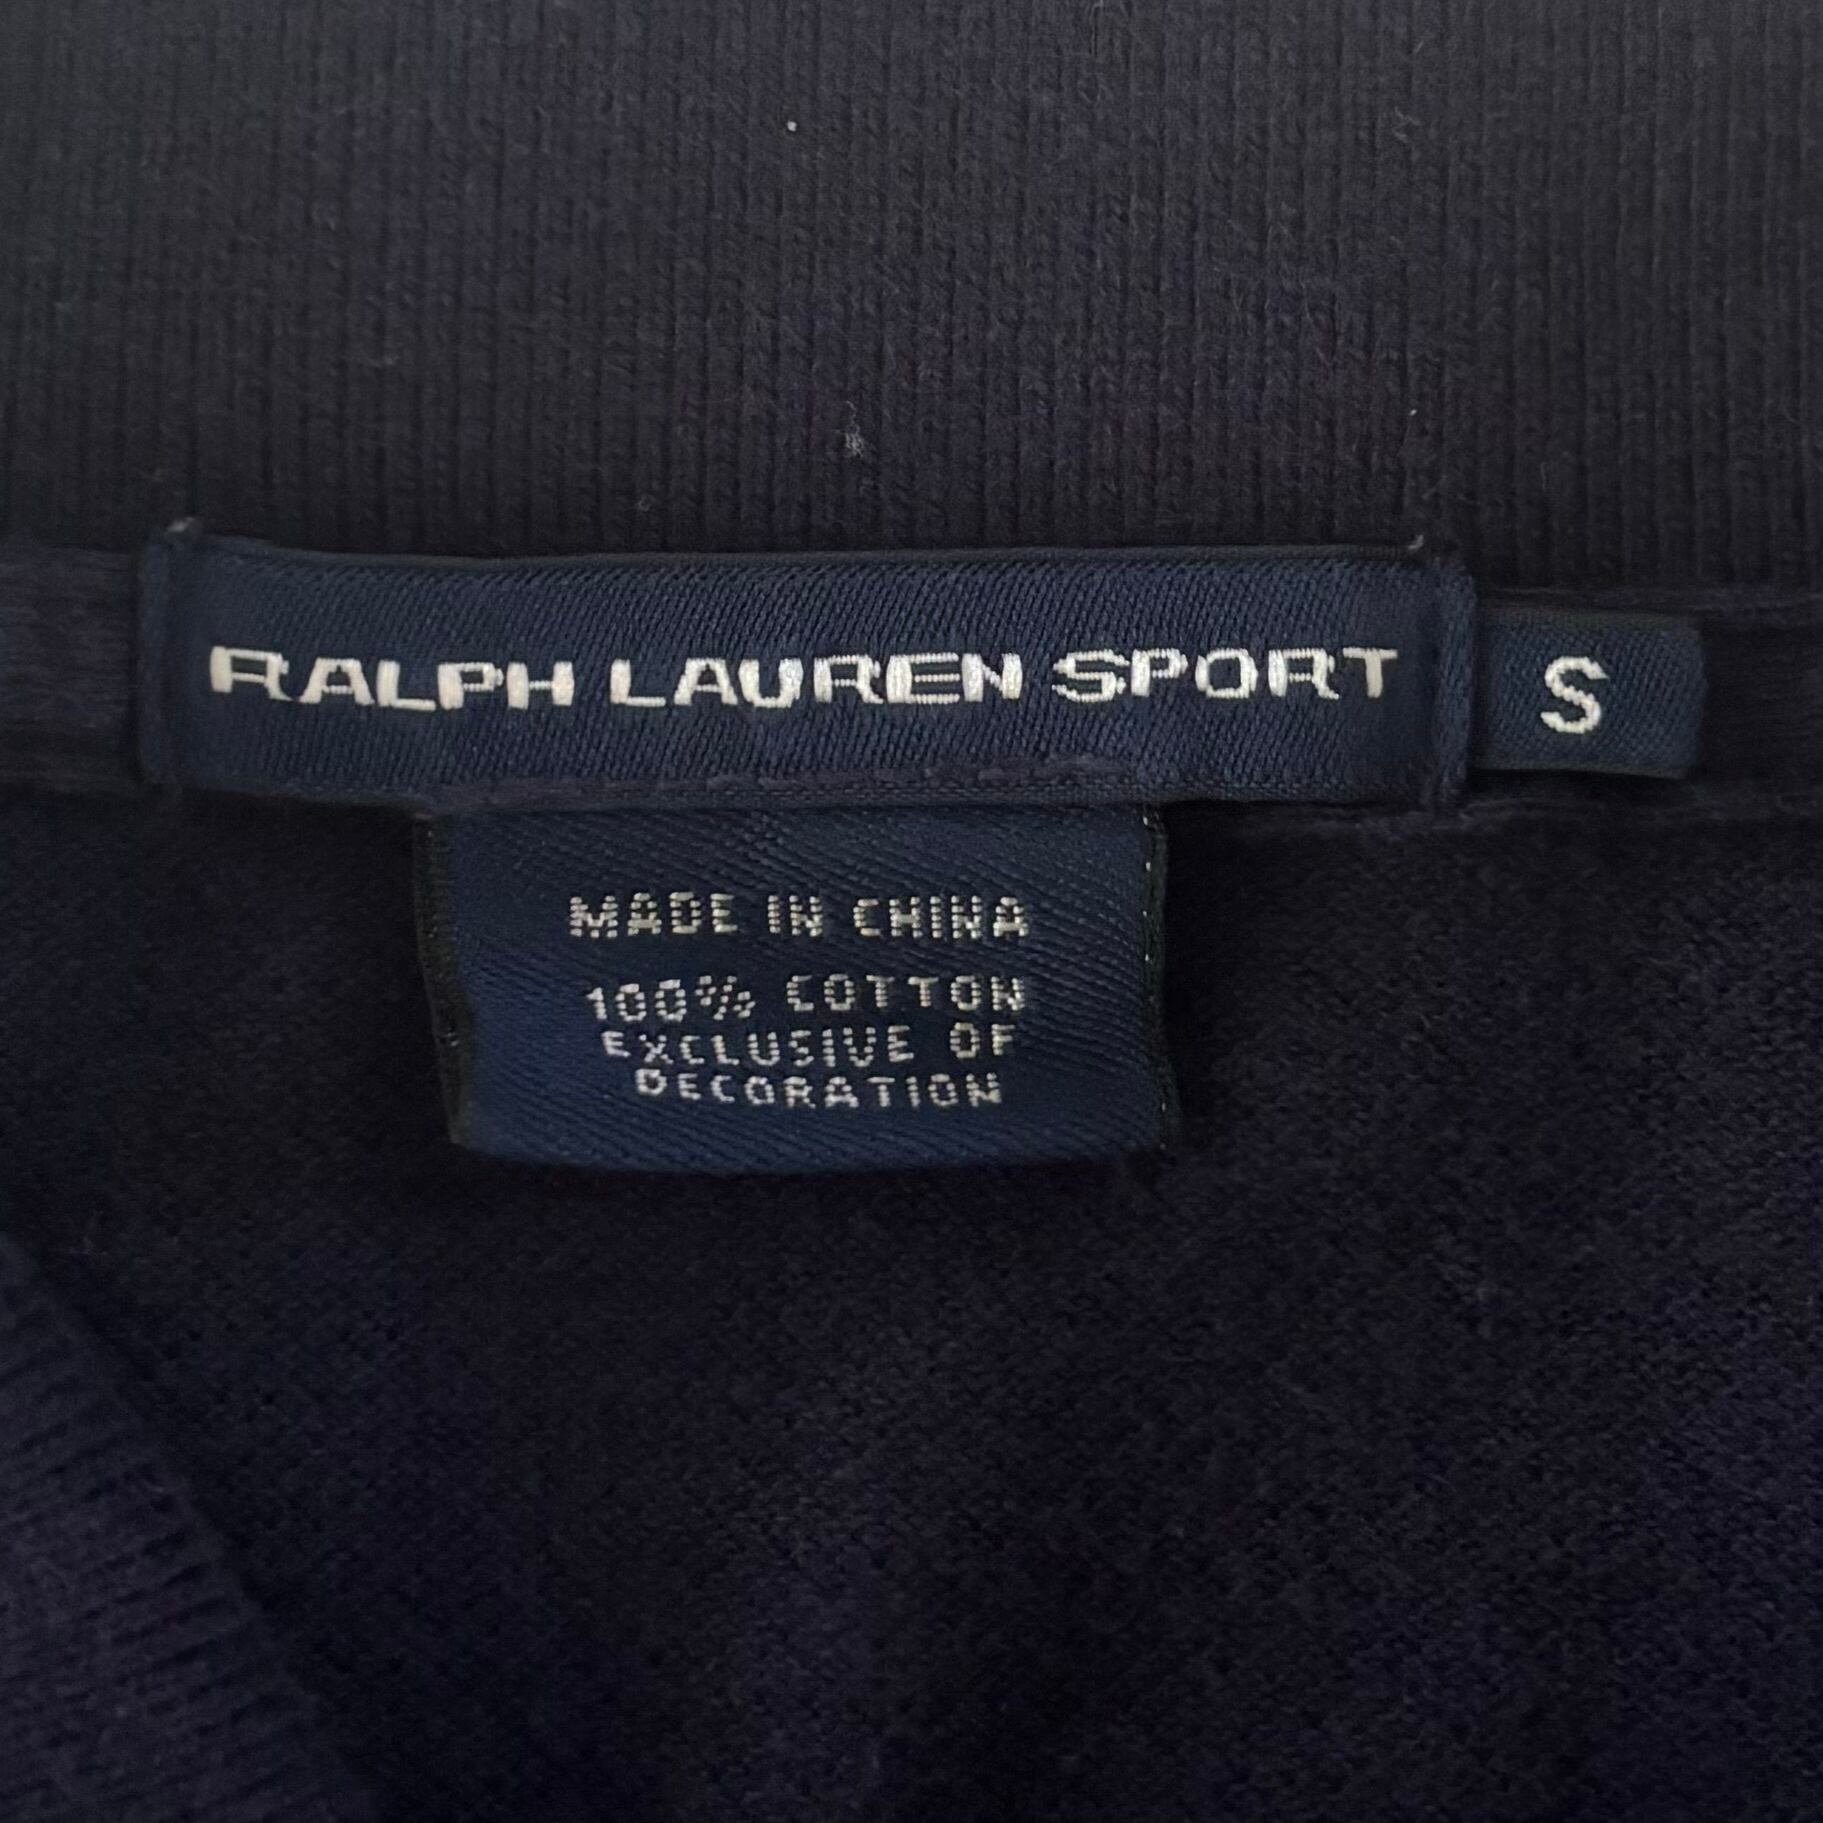 RALPH LAUREN SPORT S
MADE IN CHINA
100% COTTON
EXCLUSIVE OF
DECORATION